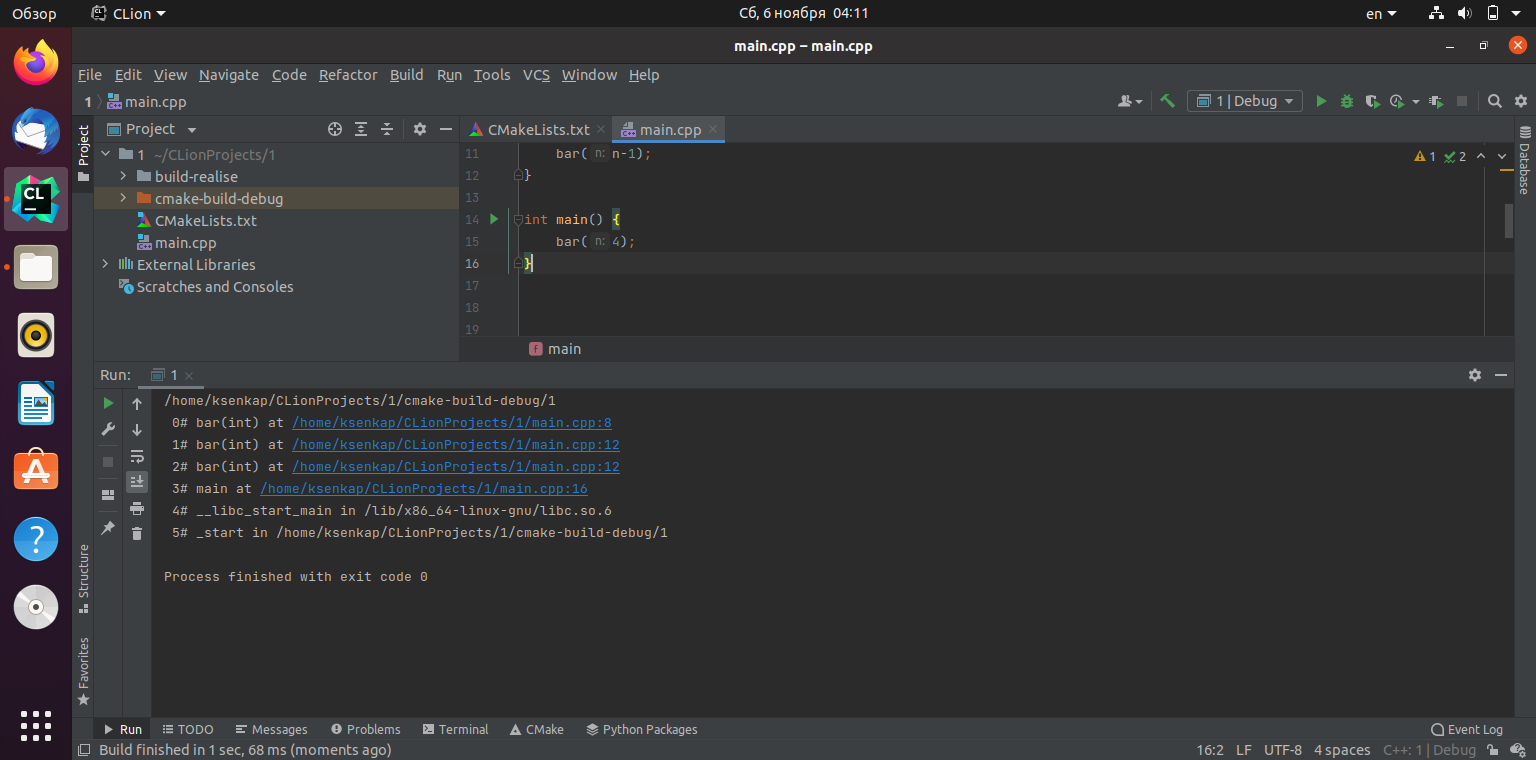 Обзор CLion Сб, 6 ноября 04:11 en
main.cpp – main.cpp
File Edit View Navigate Code Refactor Build Run Tools VCS Window Help
1 main.cpp 1 | Debug
Project
Project CMakeLists.txt main.cpp
1 ~/CLionProjects/1
build-realise
cmake-build-debug
CMakeLists.txt
main.cpp
External Libraries
Scratches and Consoles
11 bar( n: n-1);
12 }
13
14 int main() {
15 bar( n: 4);
16 }
17
18
19
1 2
Database
f main
Run: 1
/home/ksenkap/CLionProjects/1/cmake-build-debug/1
0# bar(int) at /home/ksenkap/CLionProjects/1/main.cpp:8
1# bar(int) at /home/ksenkap/CLionProjects/1/main.cpp:12
2# bar(int) at /home/ksenkap/CLionProjects/1/main.cpp:12
3# main at /home/ksenkap/CLionProjects/1/main.cpp:16
4# __libc_start_main in /lib/x86_64-linux-gnu/libc.so.6
5# _start in /home/ksenkap/CLionProjects/1/cmake-build-debug/1
Process finished with exit code 0
Structure
Favorites
Run TODO Messages Problems Terminal CMake Python Packages Event Log
Build finished in 1 sec, 68 ms (moments ago) 16:2 LF UTF-8 4 spaces C++: 1 | Debug